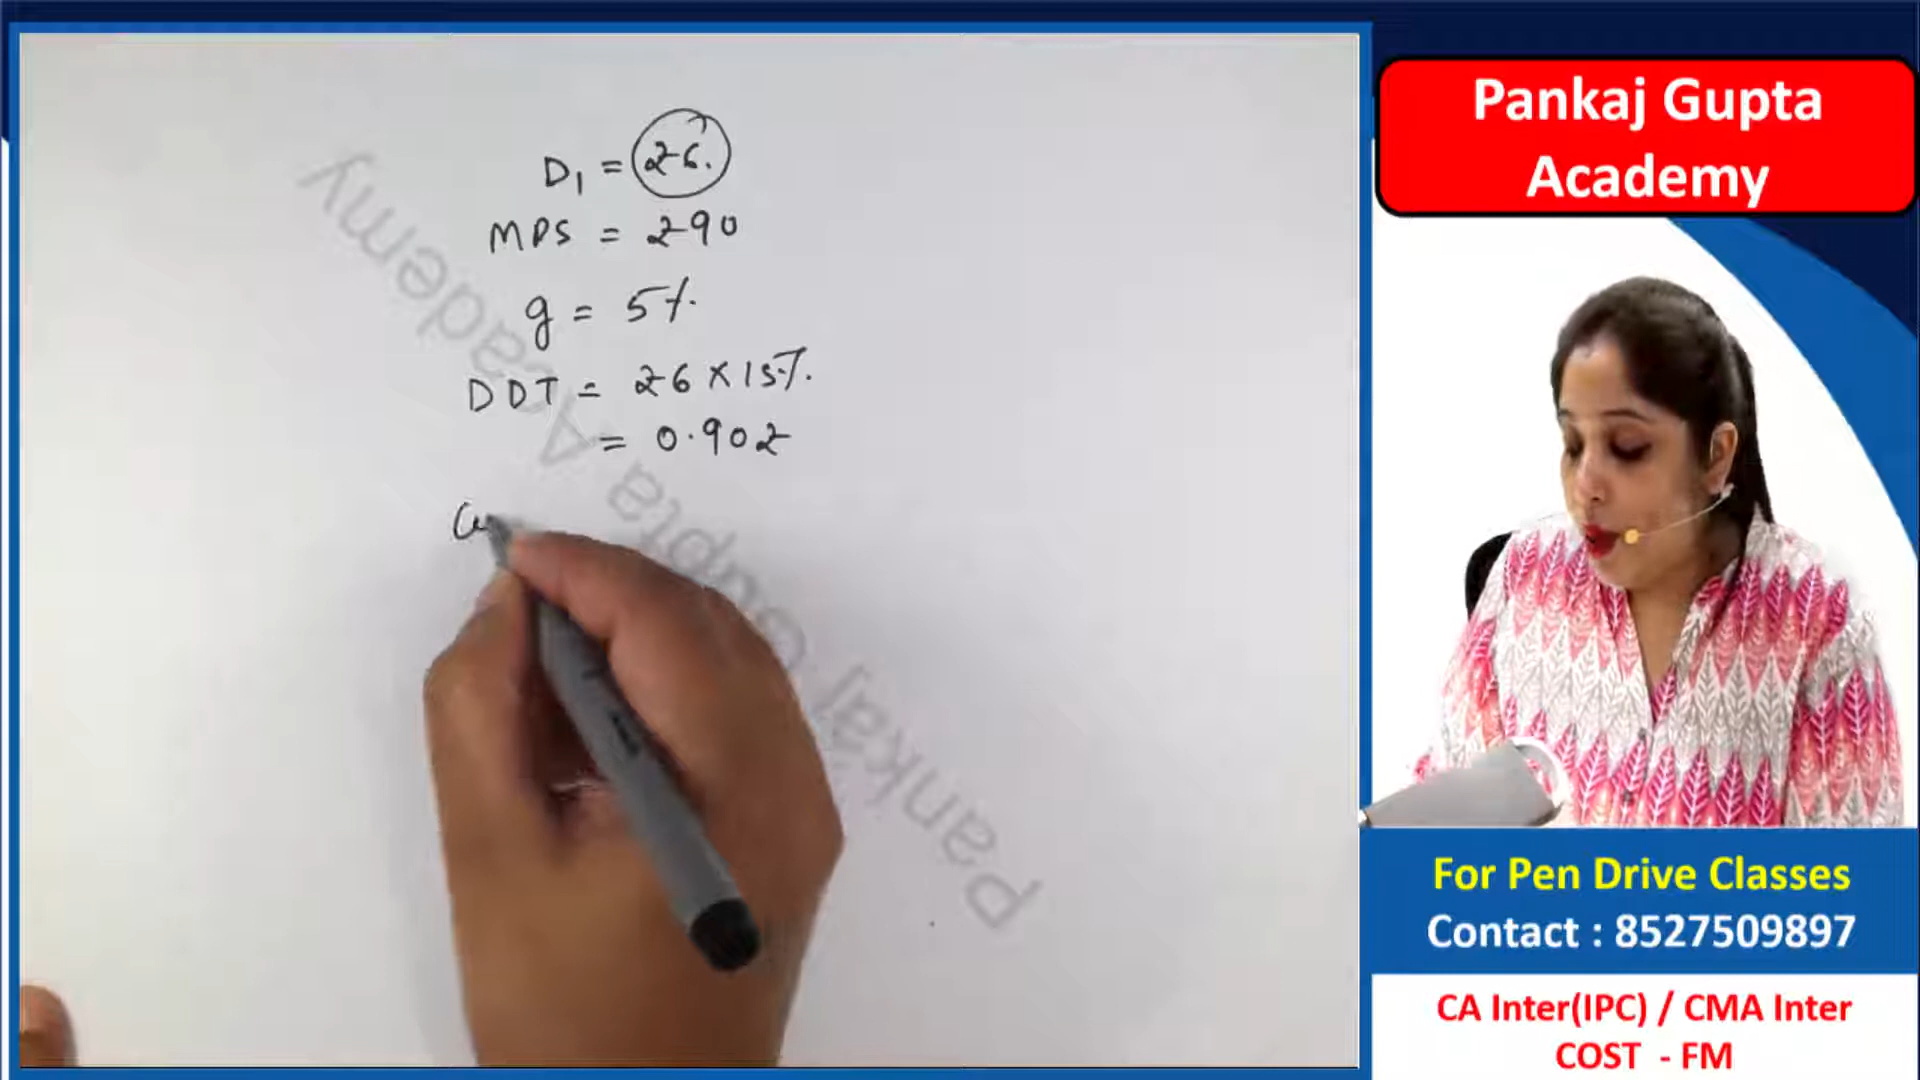 D₁ = 26.
MPS = 290
g = 5%.
DDT = 26 × 15%.
= 0.902
Pankaj Gupta Academy
Pankaj Gupta
Academy
For Pen Drive Classes
Contact : 8527509897
CA Inter(IPC) / CMA Inter
COST - FM